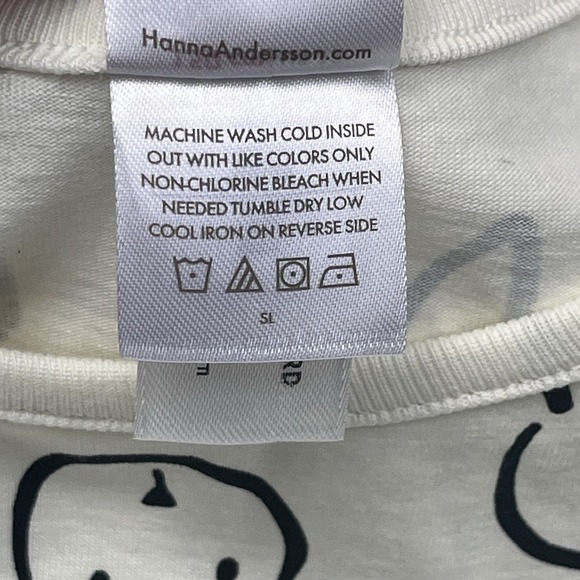 HannaAndersson.com
MACHINE WASH COLD INSIDE
OUT WITH LIKE COLORS ONLY
NON-CHLORINE BLEACH WHEN
NEEDED TUMBLE DRY LOW
COOL IRON ON REVERSE SIDE
SL
RD